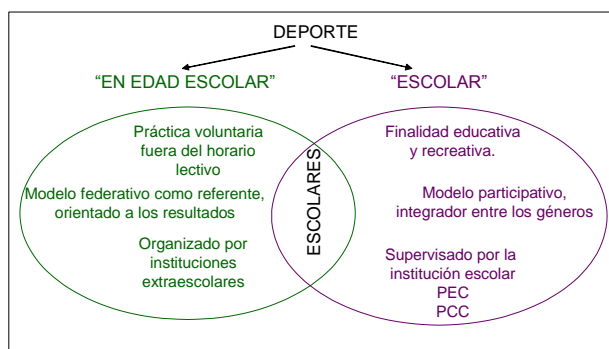 DEPORTE
“EN EDAD ESCOLAR”
“ESCOLAR”
Práctica voluntaria
fuera del horario
lectivo
Modelo federativo como referente,
orientado a los resultados
Organizado por
instituciones
extraescolares
ESCOLARES
Finalidad educativa
y recreativa.
Modelo participativo,
integrador entre los géneros
Supervisado por la
institución escolar
PEC
PCC